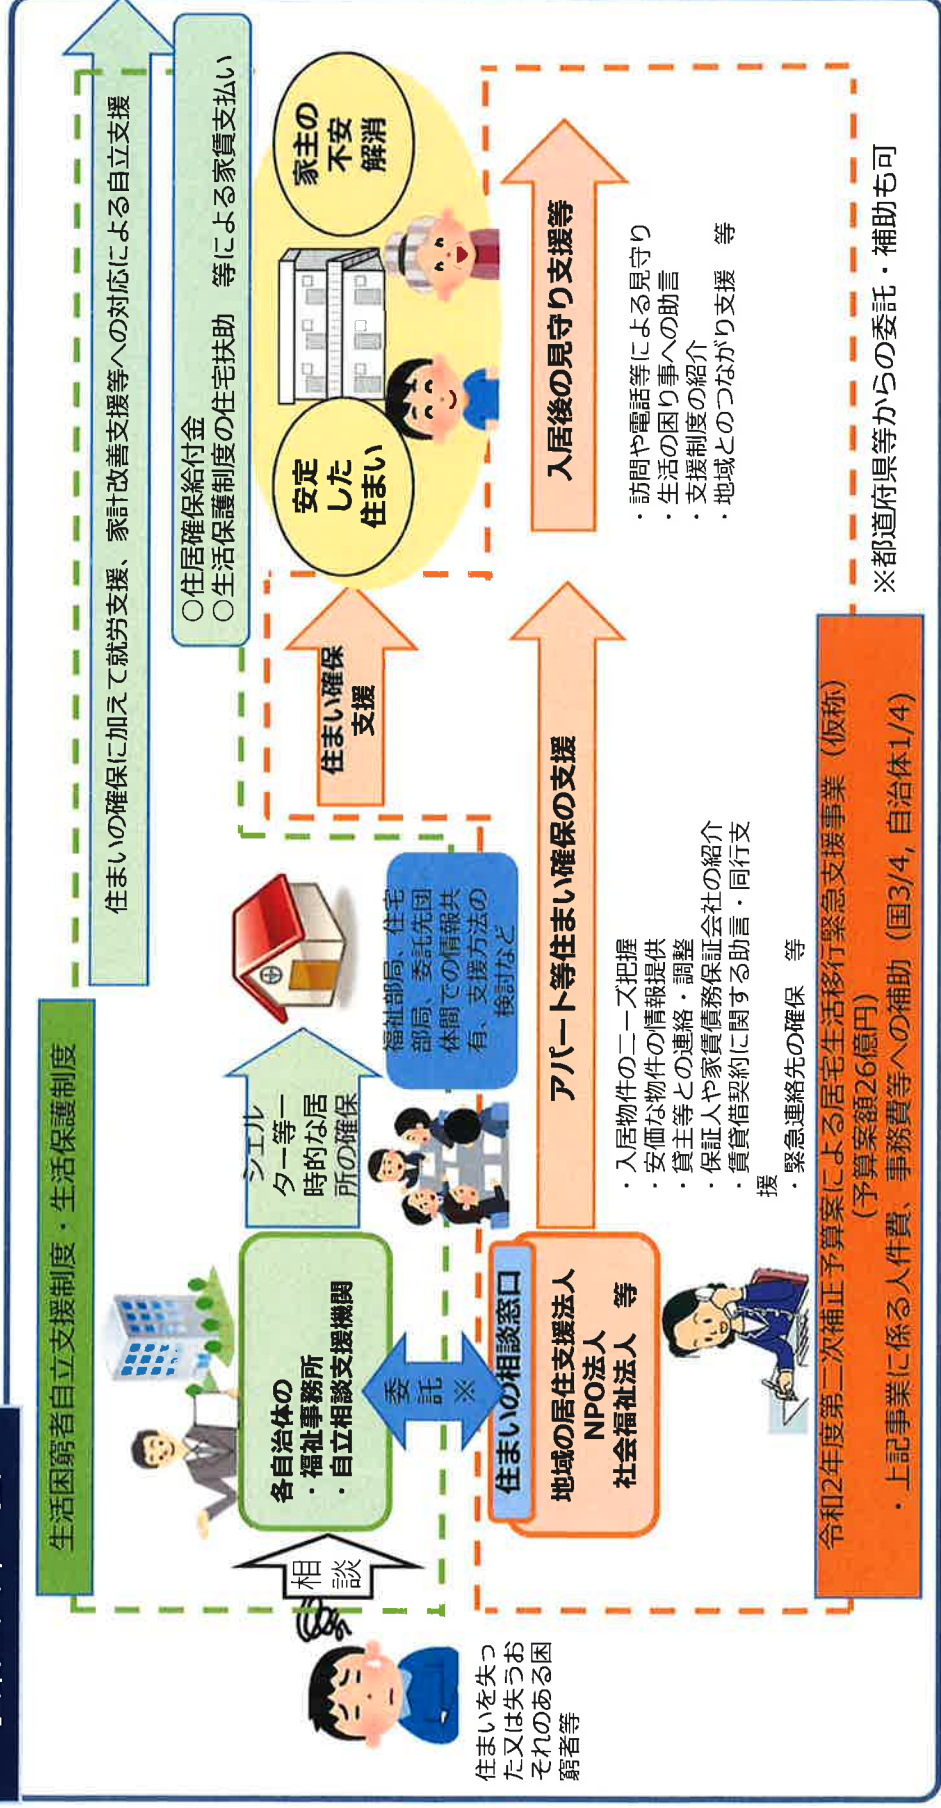 生活困窮者自立支援制度・生活保護制度
住まいの確保に加えて就労支援、家計改善支援等への対応による自立支援
○住居確保給付金
○生活保護制度の住宅扶助　等による家賃支払い
相
談
住まいを失っ
た又は失うお
それのある困
窮者等
各自治体の
・福祉事務所
・自立相談支援機関
シェル
ター等一
時的な居
所の確保
委
託
※
福祉部局、住宅
部局、委託先団
体間での情報共
有、支援方法の
検討など
住まい確保
支援
安定
した
住まい
家主の
不安
解消
住まいの相談窓口
地域の居住支援法人
NPO法人
社会福祉法人　等
アパート等住まい確保の支援
・入居物件のニーズ把握
・安価な物件の情報提供
・貸主等との連絡・調整
・保証人や家賃債務保証会社の紹介
・賃貸借契約に関する助言・同行支
援
・緊急連絡先の確保　等
入居後の見守り支援等
・訪問や電話等による見守り
・生活の困り事への助言
・支援制度の紹介
・地域とのつながり支援　等
令和2年度第二次補正予算案による居宅生活移行緊急支援事業（仮称）
（予算案額26億円）
・上記事業に係る人件費、事務費等への補助（国3/4, 自治体1/4）
※都道府県等からの委託・補助も可